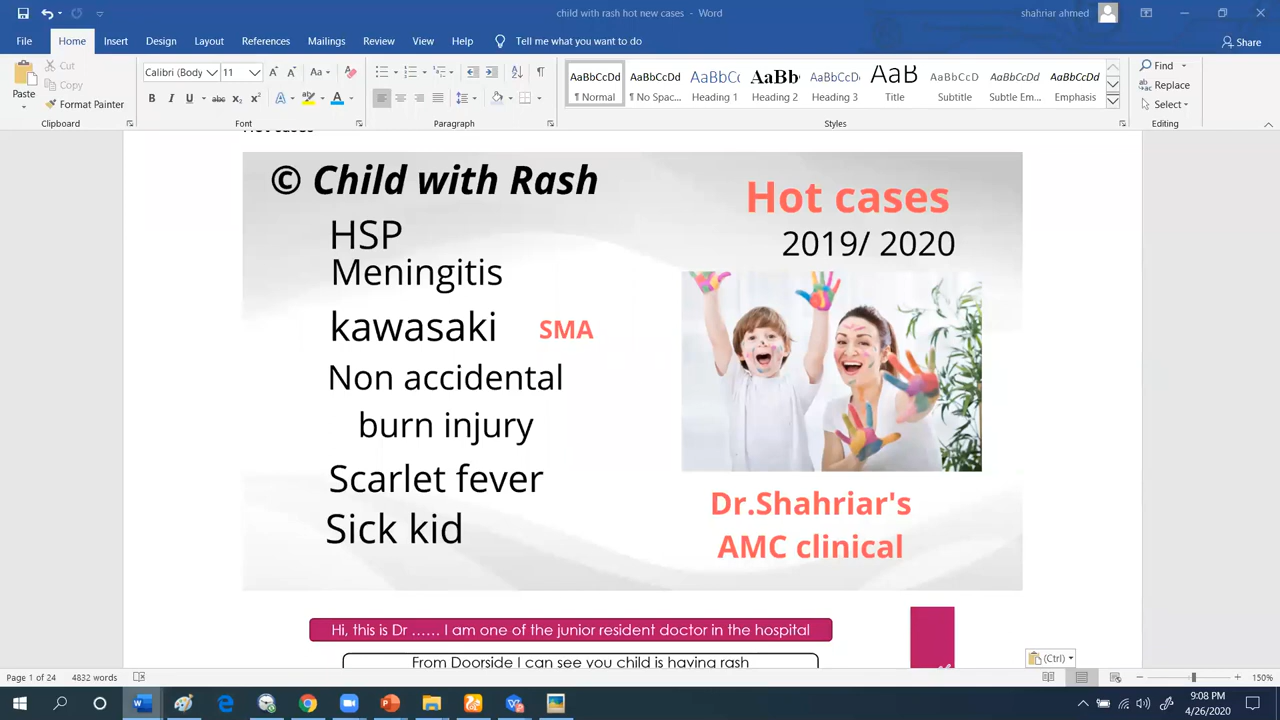 child with rash hot new cases - Word
shahriar ahmed
File Home Insert Design Layout References Mailings Review View Help Tell me what you want to do Share
Paste
Cut
Copy
Format Painter
Clipboard
Calibri (Body 11
Font
Paragraph
AaBbCcDd ¶ Normal
AaBbCcDd ¶ No Spac...
AaBbCc Heading 1
AaBb Heading 2
AaBbCcD Heading 3
AaB Title
AaBbCcD Subtitle
AaBbCcDd Subtle Em...
AaBbCcDd Emphasis
Styles
Find
Replace
Select
Editing
Hot cases
© Child with Rash
HSP
Meningitis
kawasaki SMA
Non accidental
burn injury
Scarlet fever
Sick kid
Hot cases
2019/ 2020
Dr.Shahriar's
AMC clinical
Hi, this is Dr ...... I am one of the junior resident doctor in the hospital
From Doorside I can see you child is having rash
(Ctrl)
Page 1 of 24 4832 words 150%
9:08 PM
4/26/2020